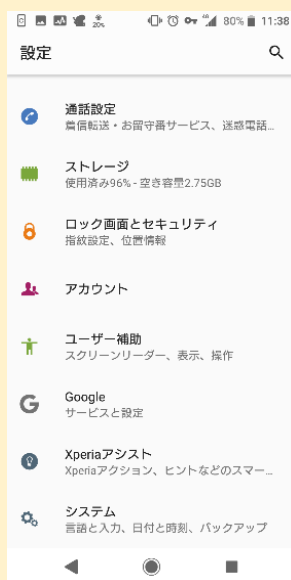 20%
4G
80%
11:38
設定
通話設定
着信転送・お留守番サービス、迷惑電話...
ストレージ
使用済み96% - 空き容量2.75GB
ロック画面とセキュリティ
指紋設定、位置情報
アカウント
ユーザー補助
スクリーンリーダー、表示、操作
Google
サービスと設定
Xperiaアシスト
Xperiaアクション、ヒントなどのスマー...
システム
言語と入力、日付と時刻、バックアップ